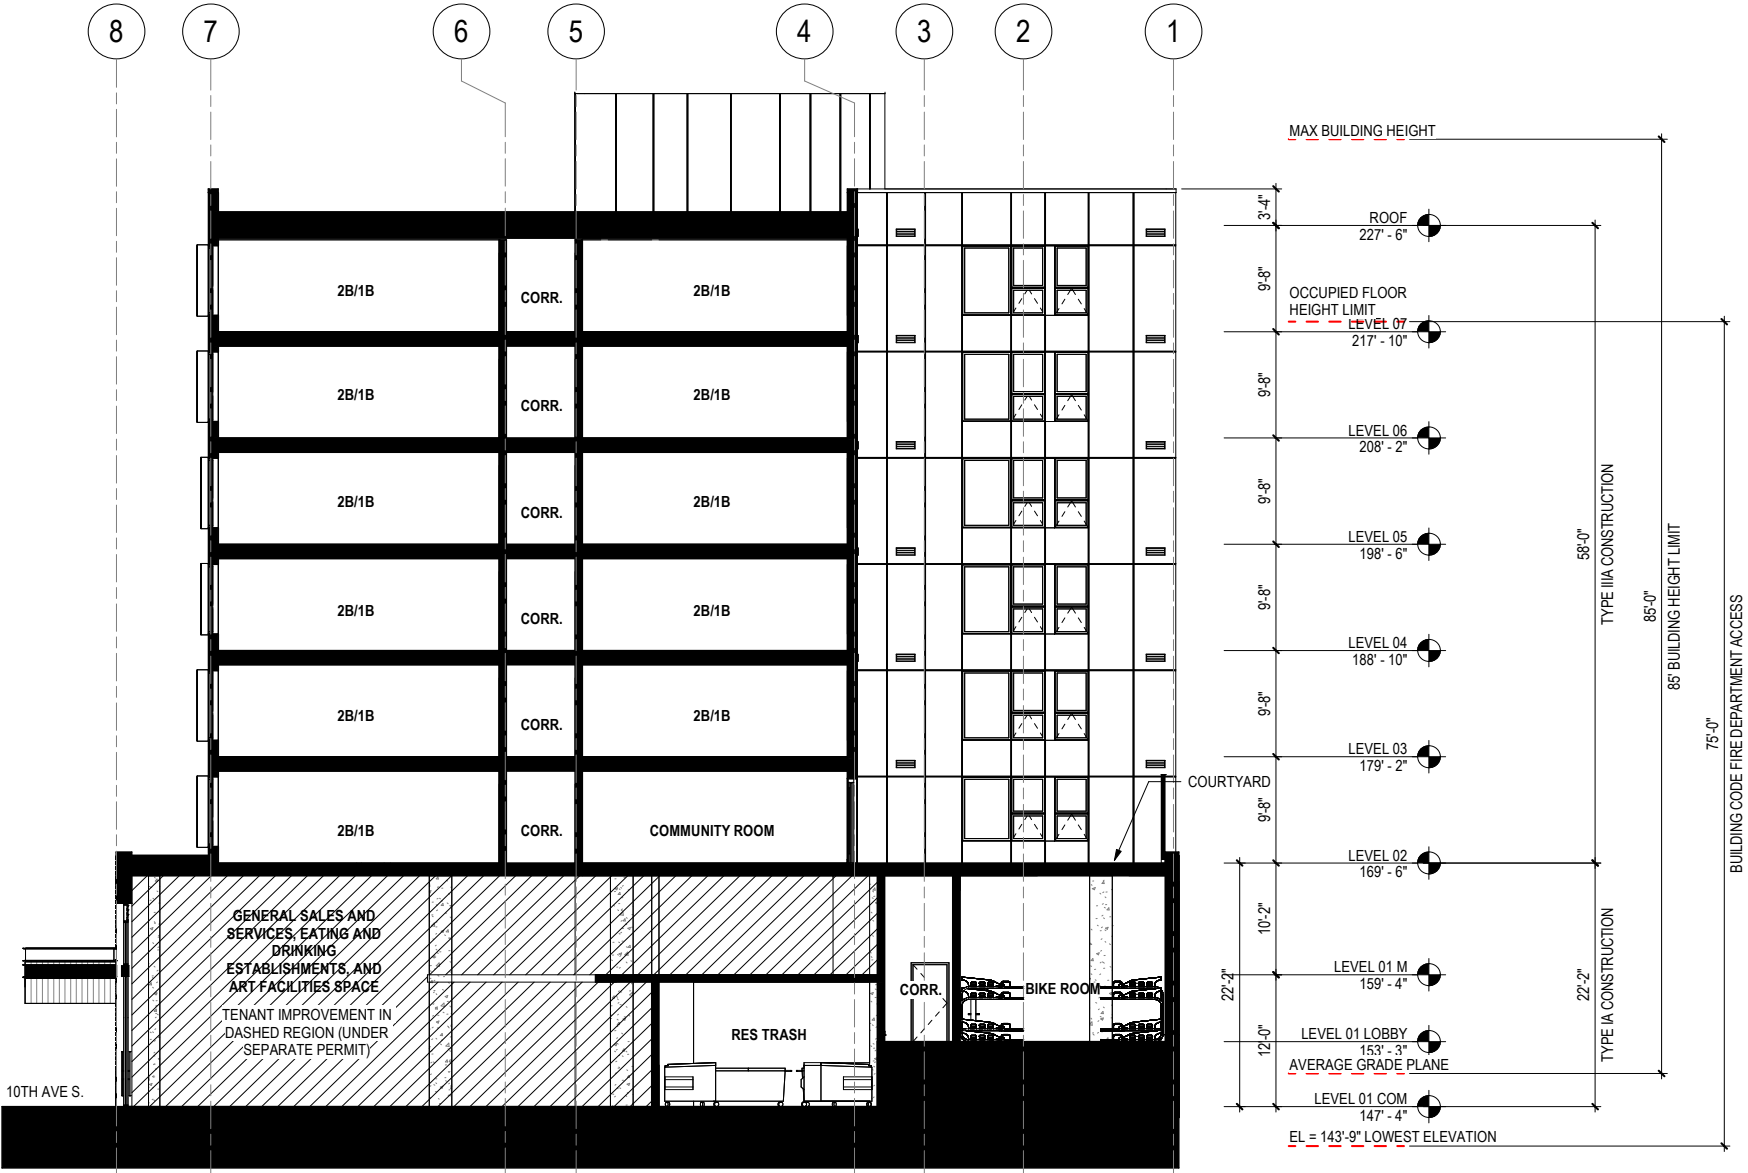 8
7
6
5
4
3
2
1
MAX BUILDING HEIGHT
3'-4"
ROOF
227' - 6"
9'-8"
2B/1B
CORR.
2B/1B
OCCUPIED FLOOR
HEIGHT LIMIT
LEVEL 07
217' - 10"
9'-8"
2B/1B
CORR.
2B/1B
LEVEL 06
208' - 2"
9'-8"
2B/1B
CORR.
2B/1B
LEVEL 05
198' - 6"
9'-8"
2B/1B
CORR.
2B/1B
LEVEL 04
188' - 10"
9'-8"
2B/1B
CORR.
2B/1B
LEVEL 03
179' - 2"
9'-8"
COURTYARD
2B/1B
CORR.
COMMUNITY ROOM
LEVEL 02
169' - 6"
58'-0"
TYPE IIIA CONSTRUCTION
85'-0"
85' BUILDING HEIGHT LIMIT
75'-0"
BUILDING CODE FIRE DEPARTMENT ACCESS
GENERAL SALES AND
SERVICES, EATING AND
DRINKING
ESTABLISHMENTS, AND
ART FACILITIES SPACE
TENANT IMPROVEMENT IN
DASHED REGION (UNDER
SEPARATE PERMIT)
RES TRASH
CORR.
BIKE ROOM
10'-2"
22'-2"
12'-0"
LEVEL 01 M
159' - 4"
LEVEL 01 LOBBY
153' - 3"
AVERAGE GRADE PLANE
22'-2"
TYPE IA CONSTRUCTION
10TH AVE S.
LEVEL 01 COM
147' - 4"
EL = 143'-9" LOWEST ELEVATION